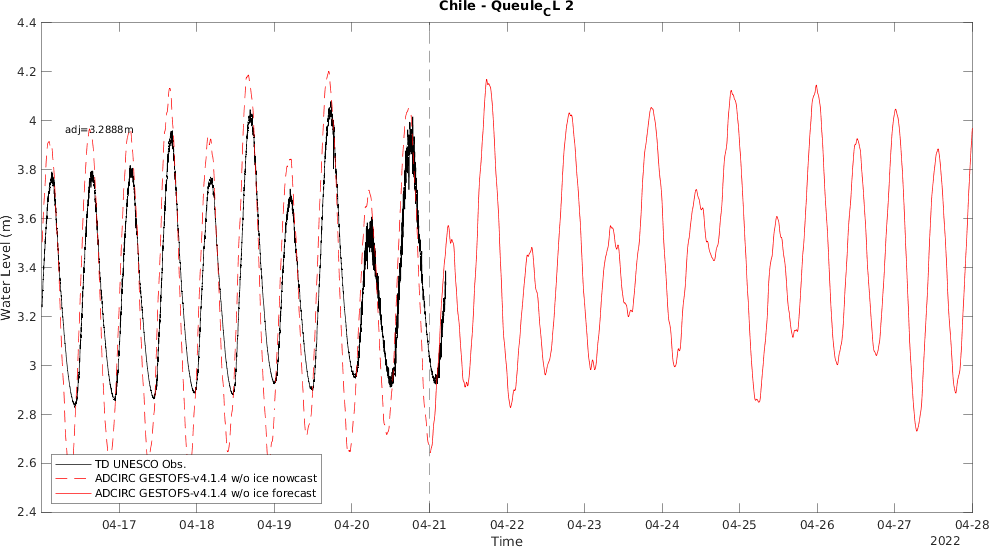 Chile - Queule_CL 2
4.4
4.2
4
3.8
3.6
3.4
3.2
3
2.8
2.6
2.4
Water Level (m)
adj=3.2888m
TD UNESCO Obs.
ADCIRC GESTOFS-v4.1.4 w/o ice nowcast
ADCIRC GESTOFS-v4.1.4 w/o ice forecast
04-17 04-18 04-19 04-20 04-21 04-22 04-23 04-24 04-25 04-26 04-27 04-28
Time
2022